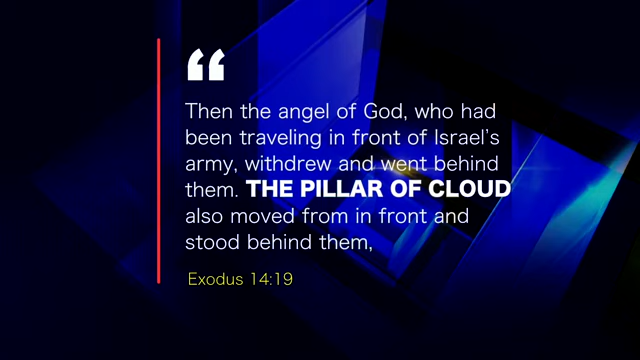 “
Then the angel of God, who had
been traveling in front of Israel's
army, withdrew and went behind
them. THE PILLAR OF CLOUD
also moved from in front and
stood behind them,
Exodus 14:19